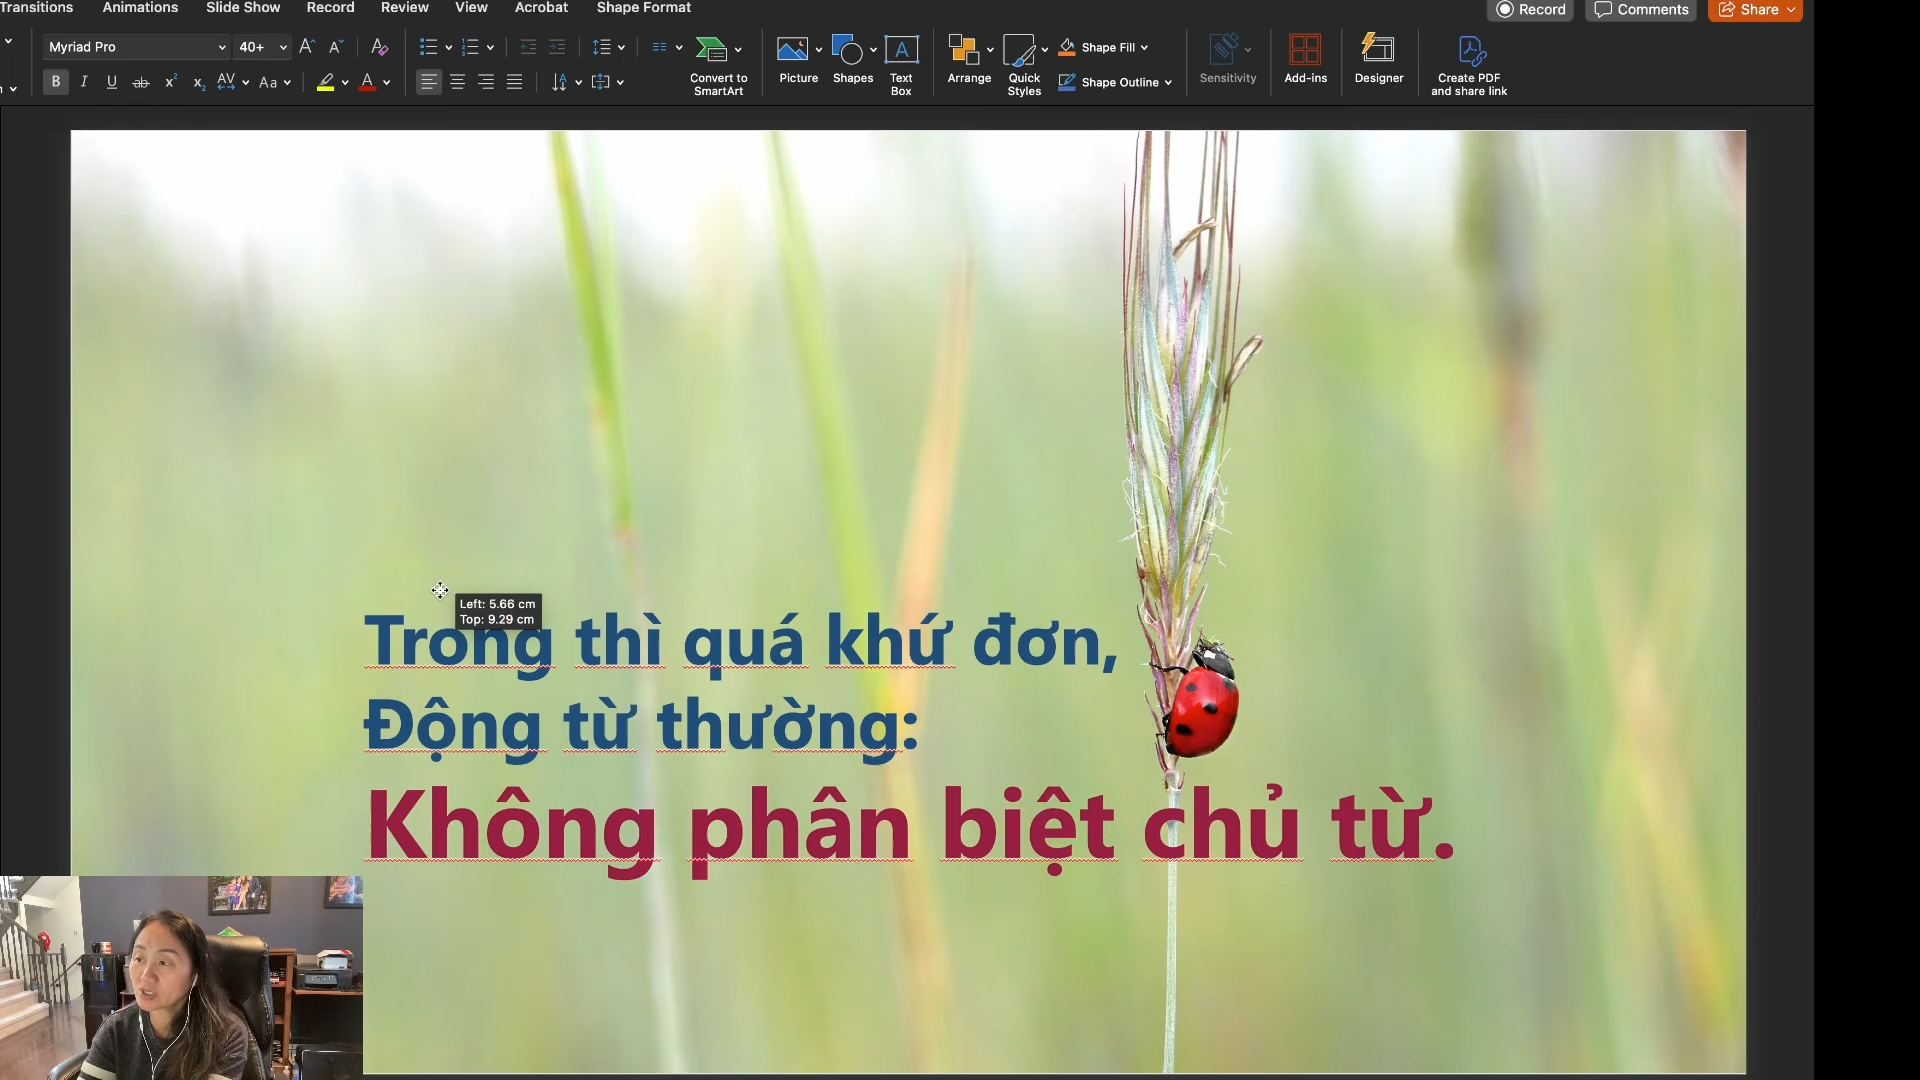 Transitions Animations Slide Show Record Review View Acrobat Shape Format
Record Comments Share
Myriad Pro 40+
Shape Fill
Shape Outline
Convert to SmartArt
Picture Shapes Text Box
Arrange Quick Styles
Sensitivity Add-ins Designer
Create PDF and share link
Left: 5.66 cm
Top: 9.29 cm
Trong thì quá khứ đơn,
Động từ thường:
Không phân biệt chủ từ.